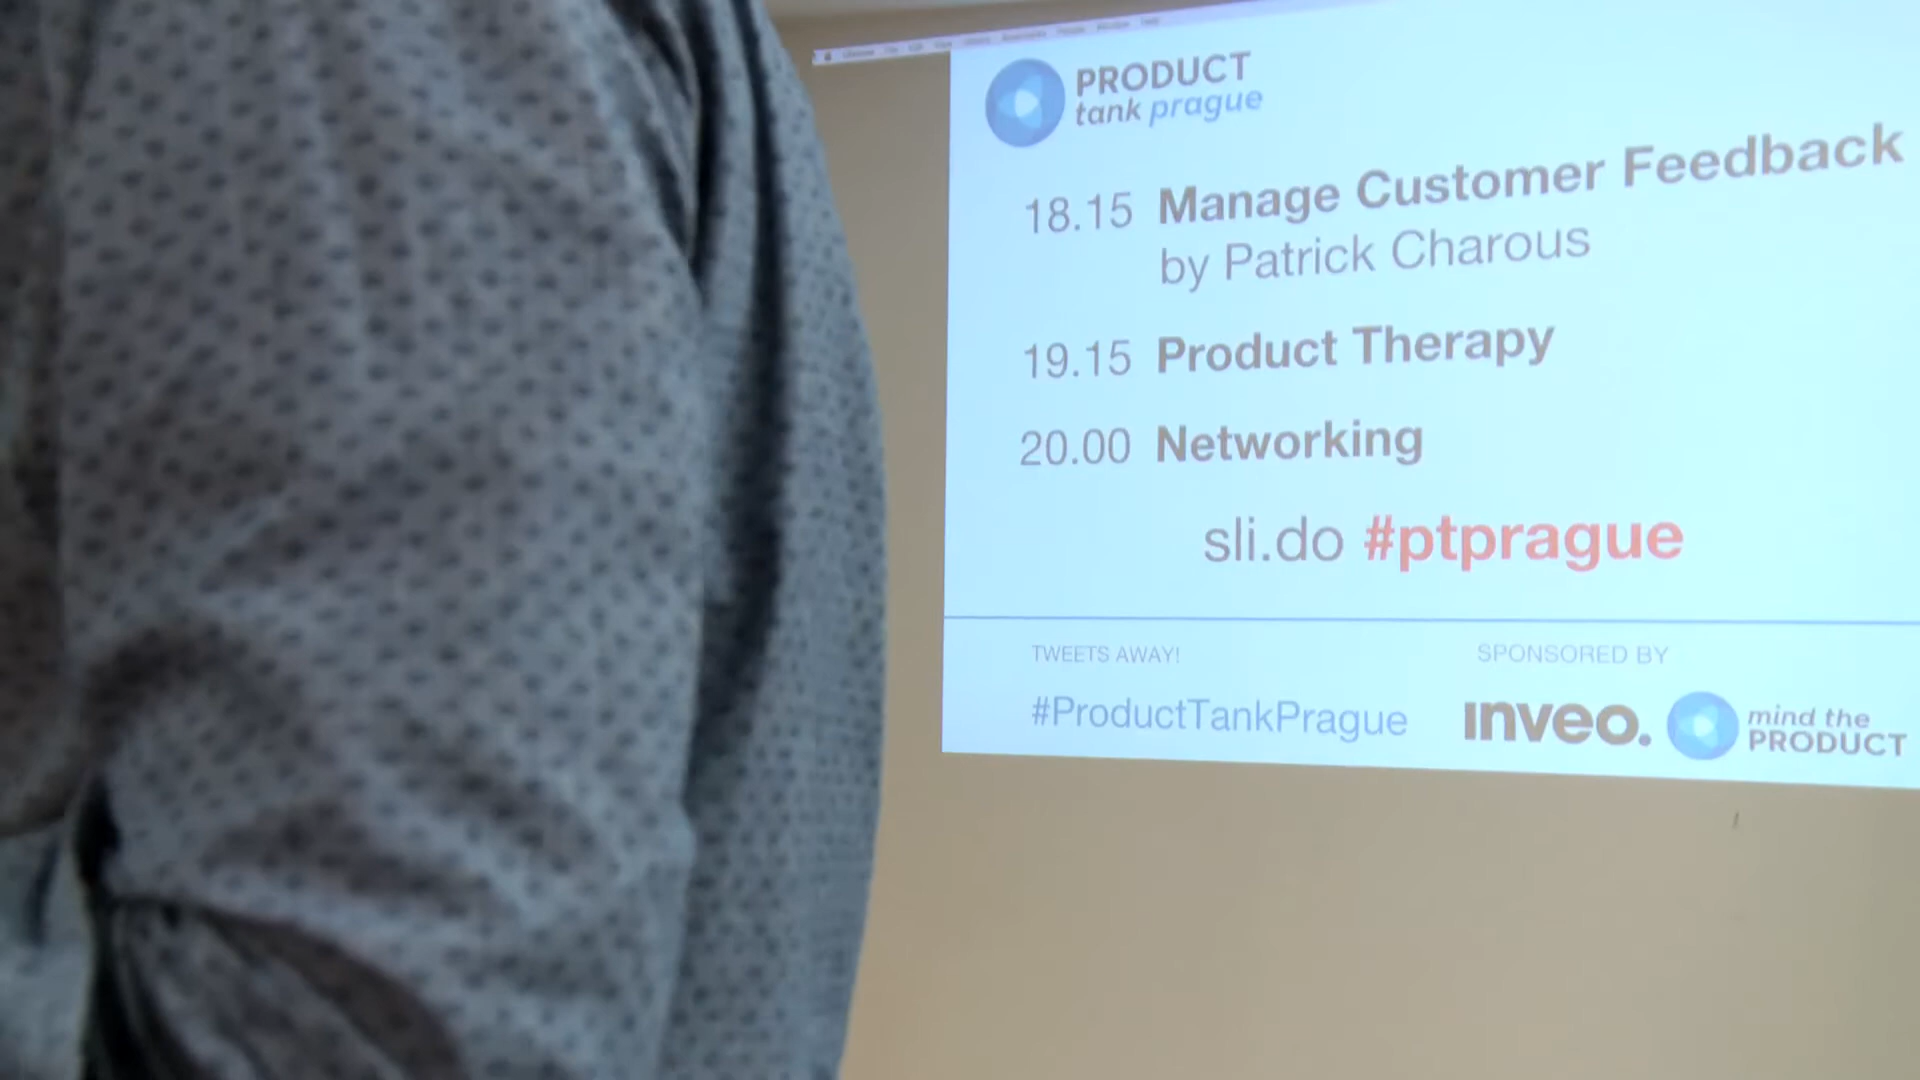 PRODUCT
tank prague
18.15 Manage Customer Feedback
by Patrick Charous
19.15 Product Therapy
20.00 Networking
sli.do #ptprague
TWEETS AWAY!
#ProductTankPrague
SPONSORED BY
inveo.
mind the
PRODUCT